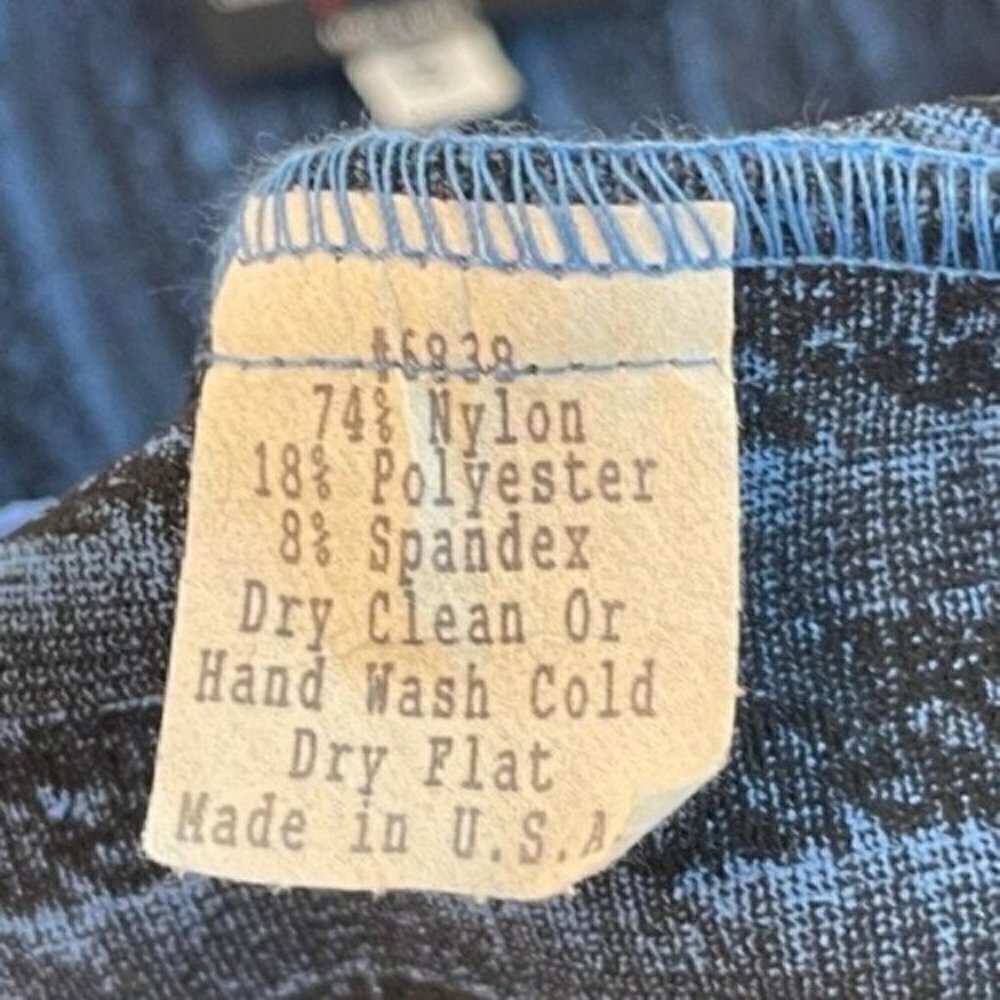 #6838
74% Nylon
18% Polyester
8% Spandex
Dry Clean Or
Hand Wash Cold
Dry Flat
Made in U.S.A.